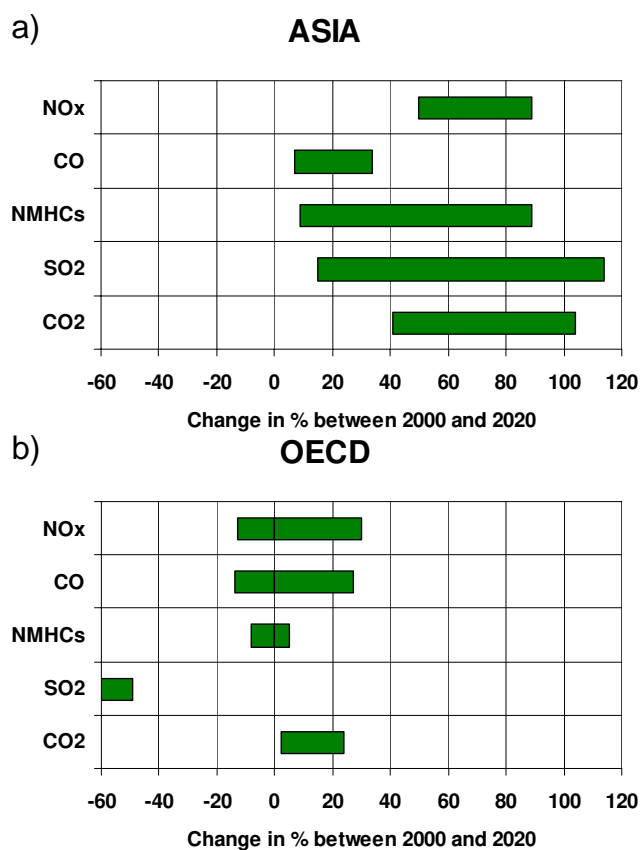 a)
ASIA
NOx
CO
NMHCs
SO2
CO2
-60 -40 -20 0 20 40 60 80 100 120
Change in % between 2000 and 2020
b)
OECD
NOx
CO
NMHCs
SO2
CO2
-60 -40 -20 0 20 40 60 80 100 120
Change in % between 2000 and 2020